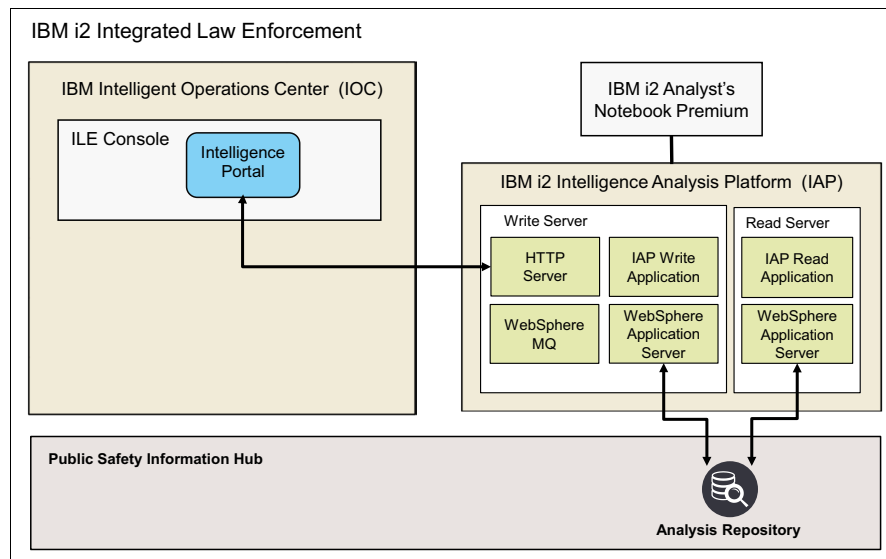 IBM i2 Integrated Law Enforcement
IBM Intelligent Operations Center (IOC)
ILE Console
Intelligence
Portal
IBM i2 Analyst's
Notebook Premium
IBM i2 Intelligence Analysis Platform (IAP)
Write Server
HTTP
Server
IAP Write
Application
WebSphere
MQ
WebSphere
Application
Server
Read Server
IAP Read
Application
WebSphere
Application
Server
Public Safety Information Hub
Analysis Repository